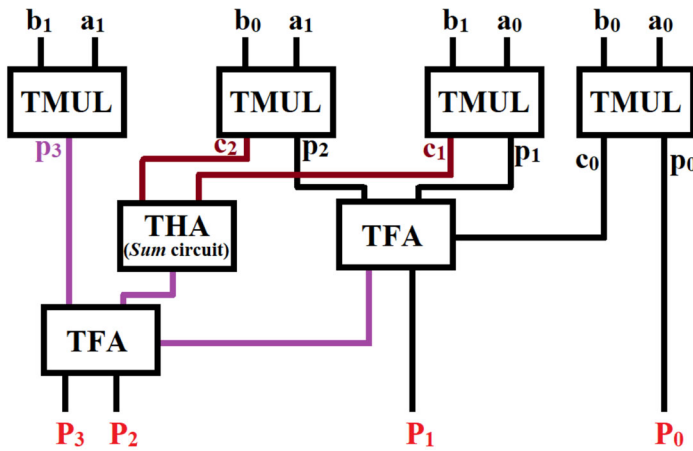 b₁ a₁ b₀ a₁ b₁ a₀ b₀ a₀
TMUL TMUL TMUL TMUL
p₃ c₂ p₂ c₁ p₁ c₀ p₀
THA
(Sum circuit)
TFA
TFA
P₃ P₂ P₁ P₀